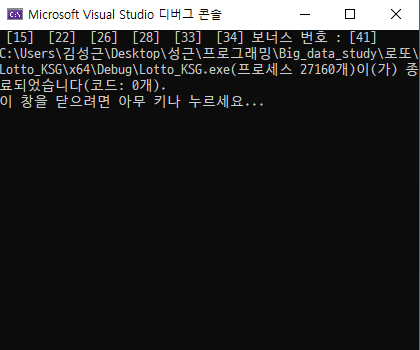 Microsoft Visual Studio 디버그 콘솔
[15] [22] [26] [28] [33] [34] 보너스 번호 : [41]
C:\Users\김성근\Desktop\성근\프로그래밍\Big_data_study\로또\
Lotto_KSG\x64\Debug\Lotto_KSG.exe(프로세스 27160개)이(가) 종
료되었습니다(코드: 0개).
이 창을 닫으려면 아무 키나 누르세요...